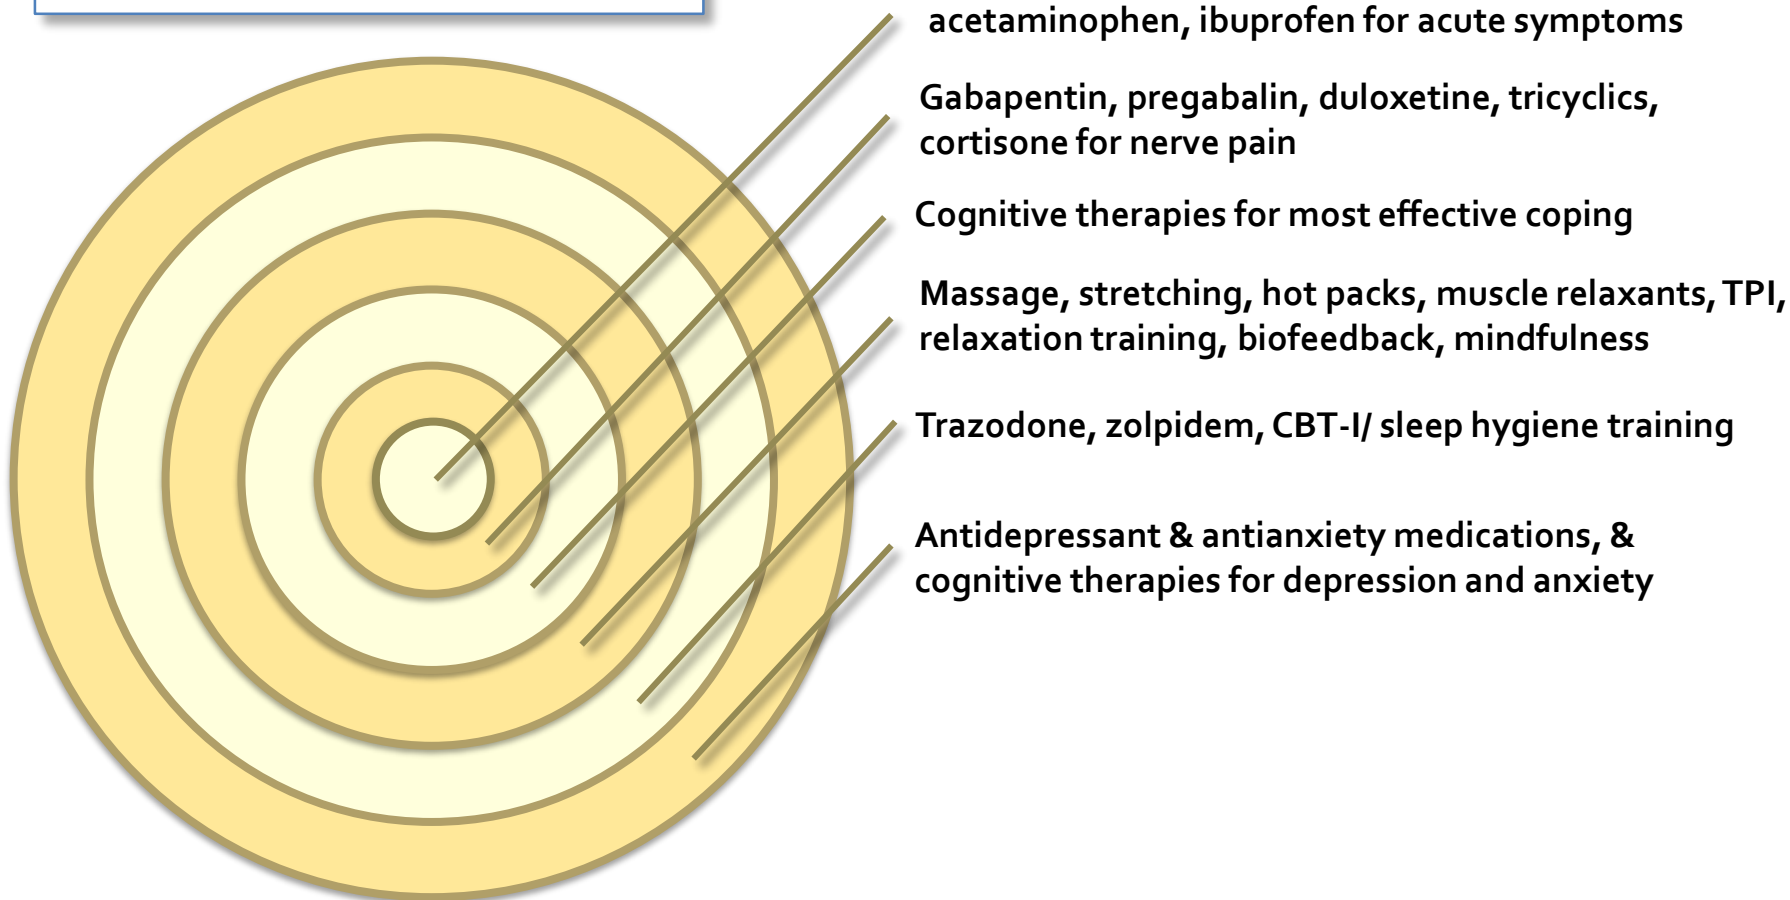 acetaminophen, ibuprofen for acute symptoms
Gabapentin, pregabalin, duloxetine, tricyclics,
cortisone for nerve pain
Cognitive therapies for most effective coping
Massage, stretching, hot packs, muscle relaxants, TPI,
relaxation training, biofeedback, mindfulness
Trazodone, zolpidem, CBT-I/ sleep hygiene training
Antidepressant & antianxiety medications, &
cognitive therapies for depression and anxiety